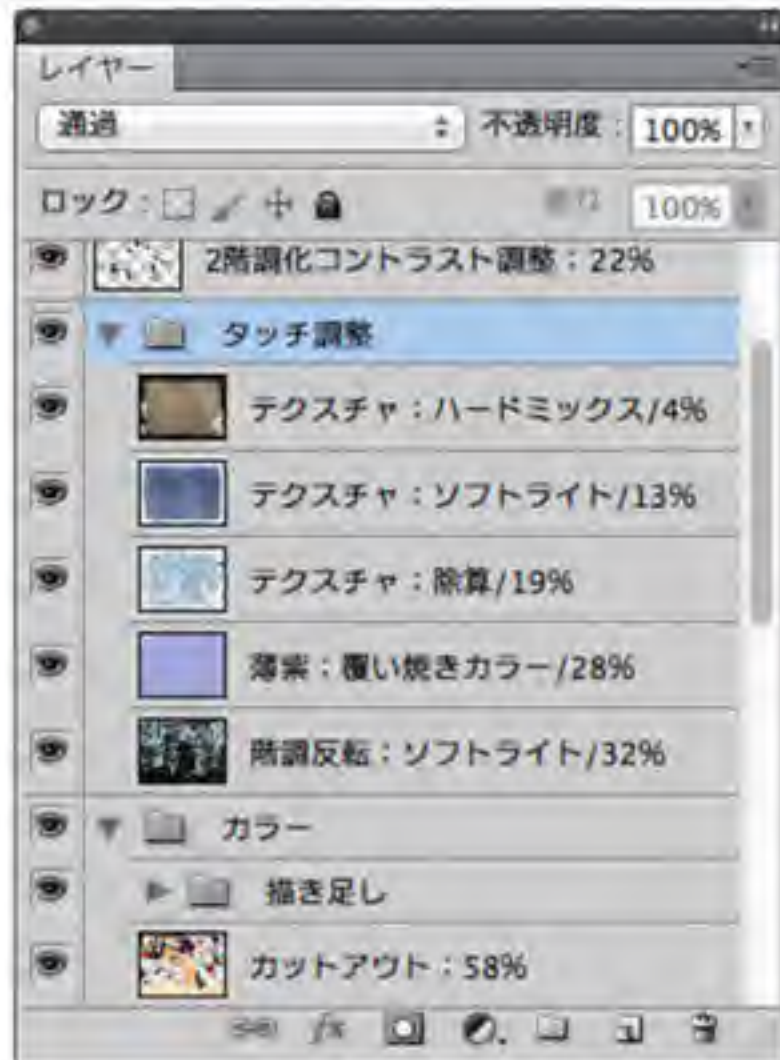 レイヤー
通過 不透明度： 100%
ロック： 100%
2階調化コントラスト調整：22%
タッチ調整
テクスチャ：ハードミックス/4%
テクスチャ：ソフトライト/13%
テクスチャ：除算/19%
薄紫：覆い焼きカラー/28%
階調反転：ソフトライト/32%
カラー
描き足し
カットアウト：58%
fx